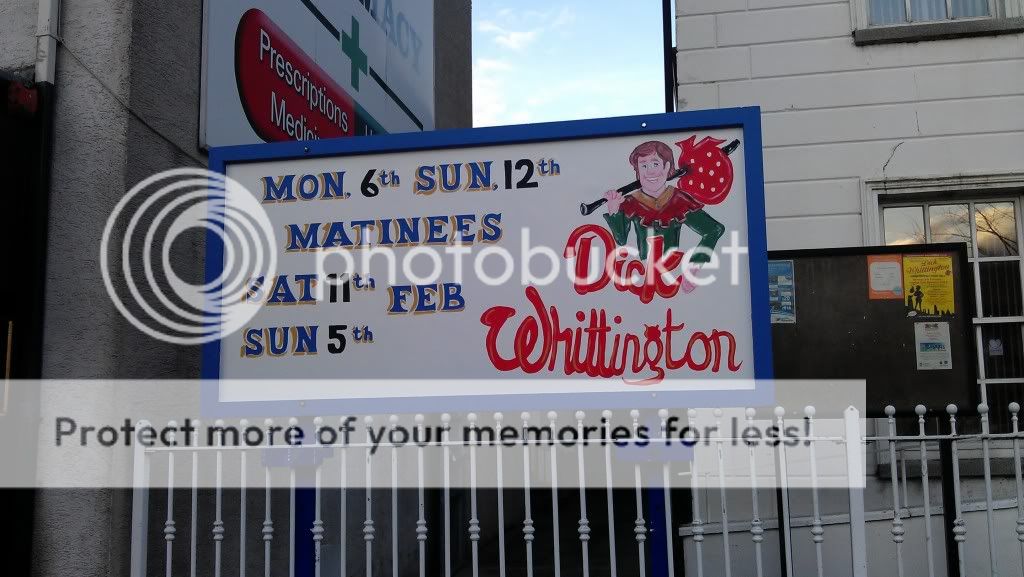 Prescriptions
Medici
MON. 6th SUN. 12th
MATINEES
SAT 11th FEB
SUN 5th
Dick
Whittington
photobucket
Protect more of your memories for less!